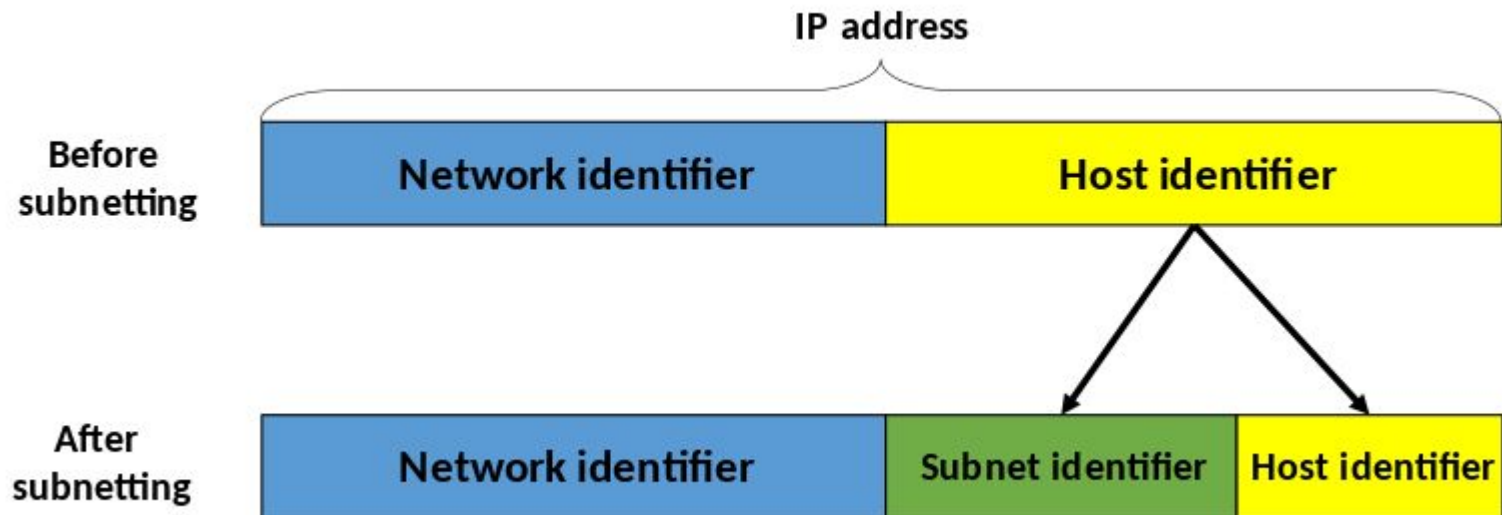 IP address
Before
subnetting
Network identifier
Host identifier
After
subnetting
Network identifier
Subnet identifier
Host identifier